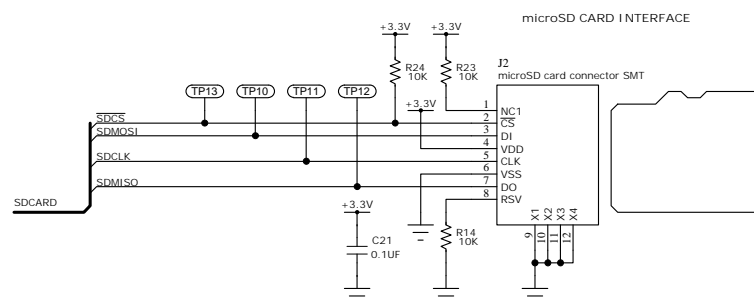 microSD CARD INTERFACE
+3.3V
+3.3V
J2
microSD card connector SMT
R24
10K
R23
10K
TP13
TP10
TP11
TP12
+3.3V
1
NC1
SDCS
2
CS
SDMOSI
3
DI
4
VDD
SDCLK
5
CLK
6
VSS
SDMISO
7
DO
8
RSV
SDCARD
+3.3V
X1
X2
X3
X4
9
10
11
12
R14
10K
C21
0.1UF